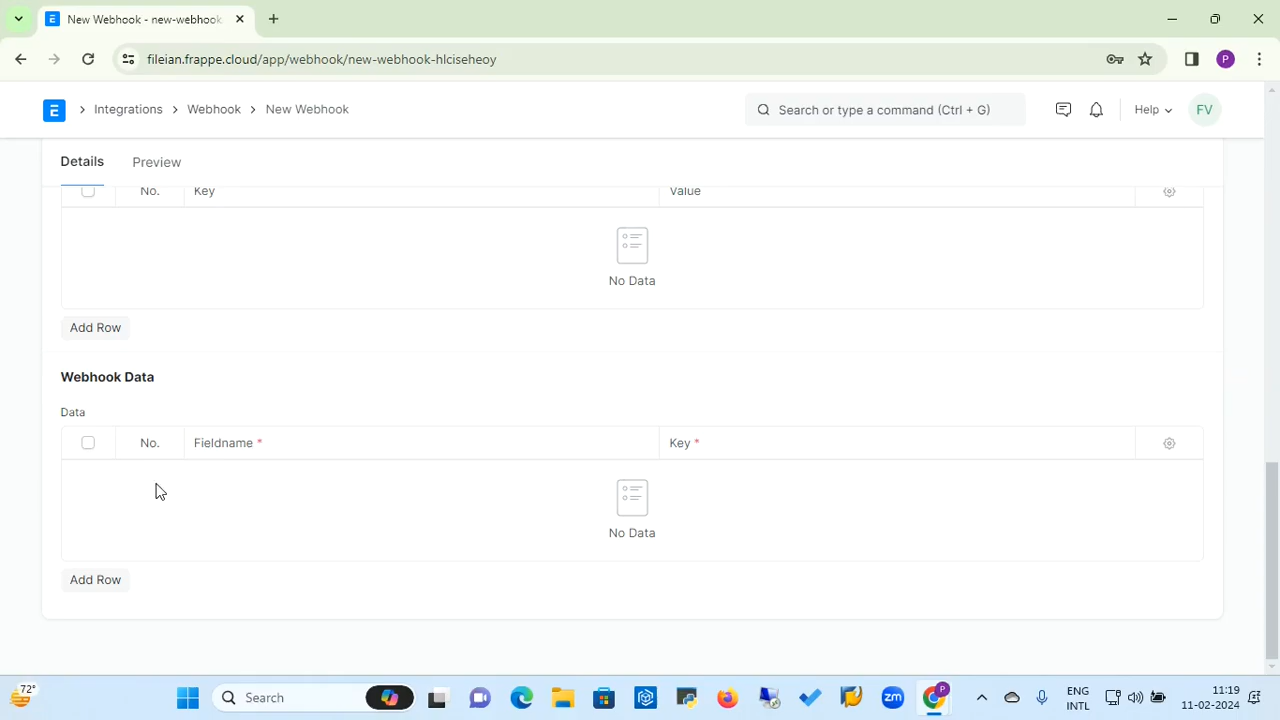 New Webhook - new-webhook
fileian.frappe.cloud/app/webhook/new-webhook-hlciseheoy
P
E
Integrations
Webhook
New Webhook
Search or type a command (Ctrl + G)
Help
FV
Details
Preview
No.
Key
Value
No Data
Add Row
Webhook Data
Data
No.
Fieldname *
Key *
No Data
Add Row
72°
Search
zm
P
ENG
INTL
11:19
11-02-2024